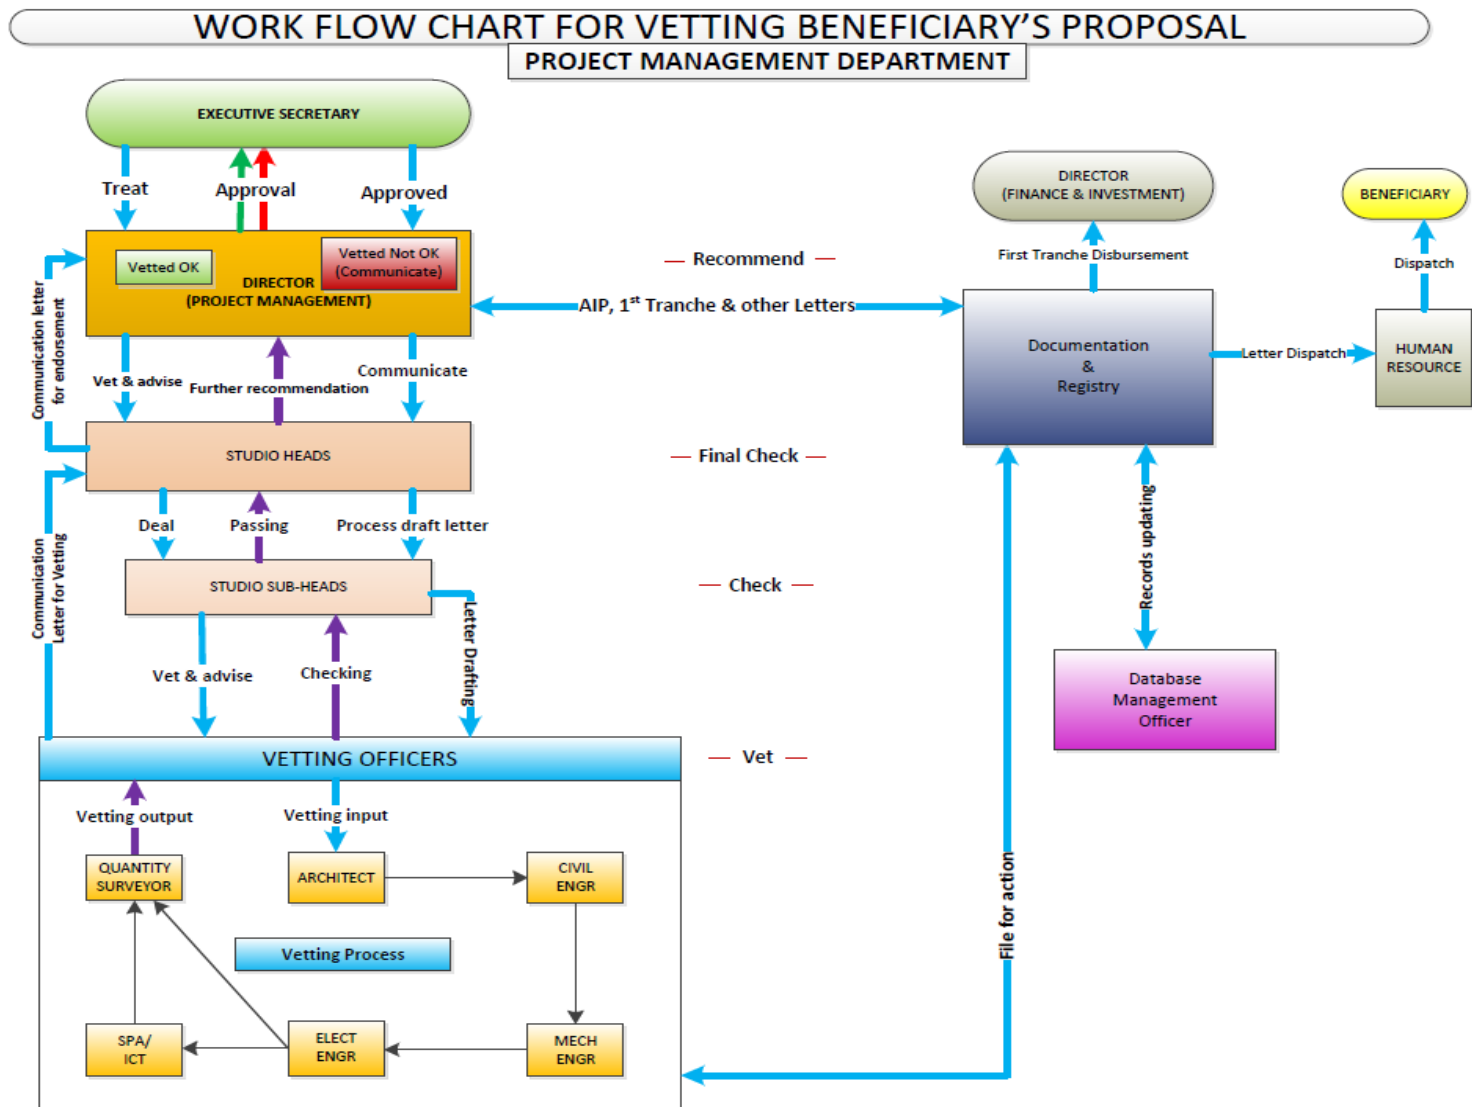 WORK FLOW CHART FOR VETTING BENEFICIARY'S PROPOSAL
PROJECT MANAGEMENT DEPARTMENT
EXECUTIVE SECRETARY
Treat
Approval
Approved
DIRECTOR
(FINANCE & INVESTMENT)
BENEFICIARY
Vetted OK
Vetted Not OK
(Communicate)
DIRECTOR
(PROJECT MANAGEMENT)
Recommend
First Tranche Disbursement
Dispatch
AIP, 1st Tranche & other Letters
Documentation
&
Registry
Letter Dispatch
HUMAN
RESOURCE
Communication letter
for endorsement
Vet & advise
Further recommendation
Communicate
STUDIO HEADS
Final Check
Deal
Passing
Process draft letter
Communication
Letter for Vetting
STUDIO SUB-HEADS
Check
Records updating
Letter Drafting
Vet & advise
Checking
Database
Management
Officer
VETTING OFFICERS
Vet
Vetting output
Vetting input
QUANTITY
SURVEYOR
ARCHITECT
CIVIL
ENGR
File for action
Vetting Process
SPA/
ICT
ELECT
ENGR
MECH
ENGR